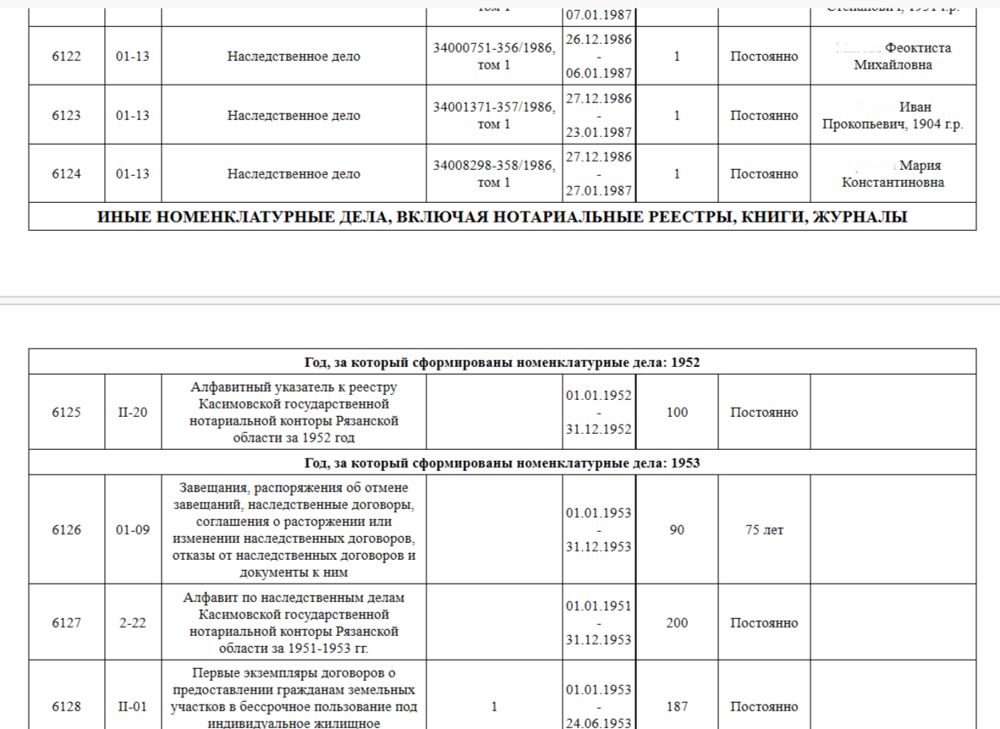 том 1
07.01.1987
Степанович, 1931 г.р.
6122 01-13 Наследственное дело 34000751-356/1986, том 1 26.12.1986 - 06.01.1987 1 Постоянно Феоктиста Михайловна
6123 01-13 Наследственное дело 34001371-357/1986, том 1 27.12.1986 - 23.01.1987 1 Постоянно Иван Прокопьевич, 1904 г.р.
6124 01-13 Наследственное дело 34008298-358/1986, том 1 27.12.1986 - 27.01.1987 1 Постоянно Мария Константиновна
ИНЫЕ НОМЕНКЛАТУРНЫЕ ДЕЛА, ВКЛЮЧАЯ НОТАРИАЛЬНЫЕ РЕЕСТРЫ, КНИГИ, ЖУРНАЛЫ
Год, за который сформированы номенклатурные дела: 1952
6125 II-20
Алфавитный указатель к реестру
Касимовской государственной
нотариальной конторы Рязанской
области за 1952 год
01.01.1952
-
31.12.1952
100 Постоянно
Год, за который сформированы номенклатурные дела: 1953
6126 01-09
Завещания, распоряжения об отмене
завещаний, наследственные договоры,
соглашения о расторжении или
изменении наследственных договоров,
отказы от наследственных договоров и
документы к ним
01.01.1953
-
31.12.1953
90 75 лет
6127 2-22
Алфавит по наследственным делам
Касимовской государственной
нотариальной конторы Рязанской
области за 1951-1953 гг.
01.01.1951
-
31.12.1953
200 Постоянно
6128 II-01
Первые экземпляры договоров о
предоставлении гражданам земельных
участков в бессрочное пользование под
индивидуальное жилищное
1
01.01.1953
-
24.06.1953
187 Постоянно